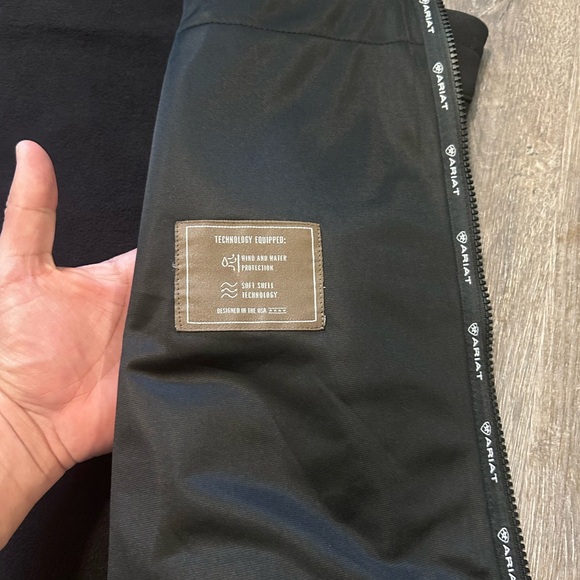 TECHNOLOGY EQUIPPED:
WIND AND WATER
PROTECTION
SOFT SHELL
TECHNOLOGY
DESIGNED IN THE USA ★★★★
ARIAT
ARIAT
ARIAT
ARIAT
ARIAT
ARIAT
ARIAT